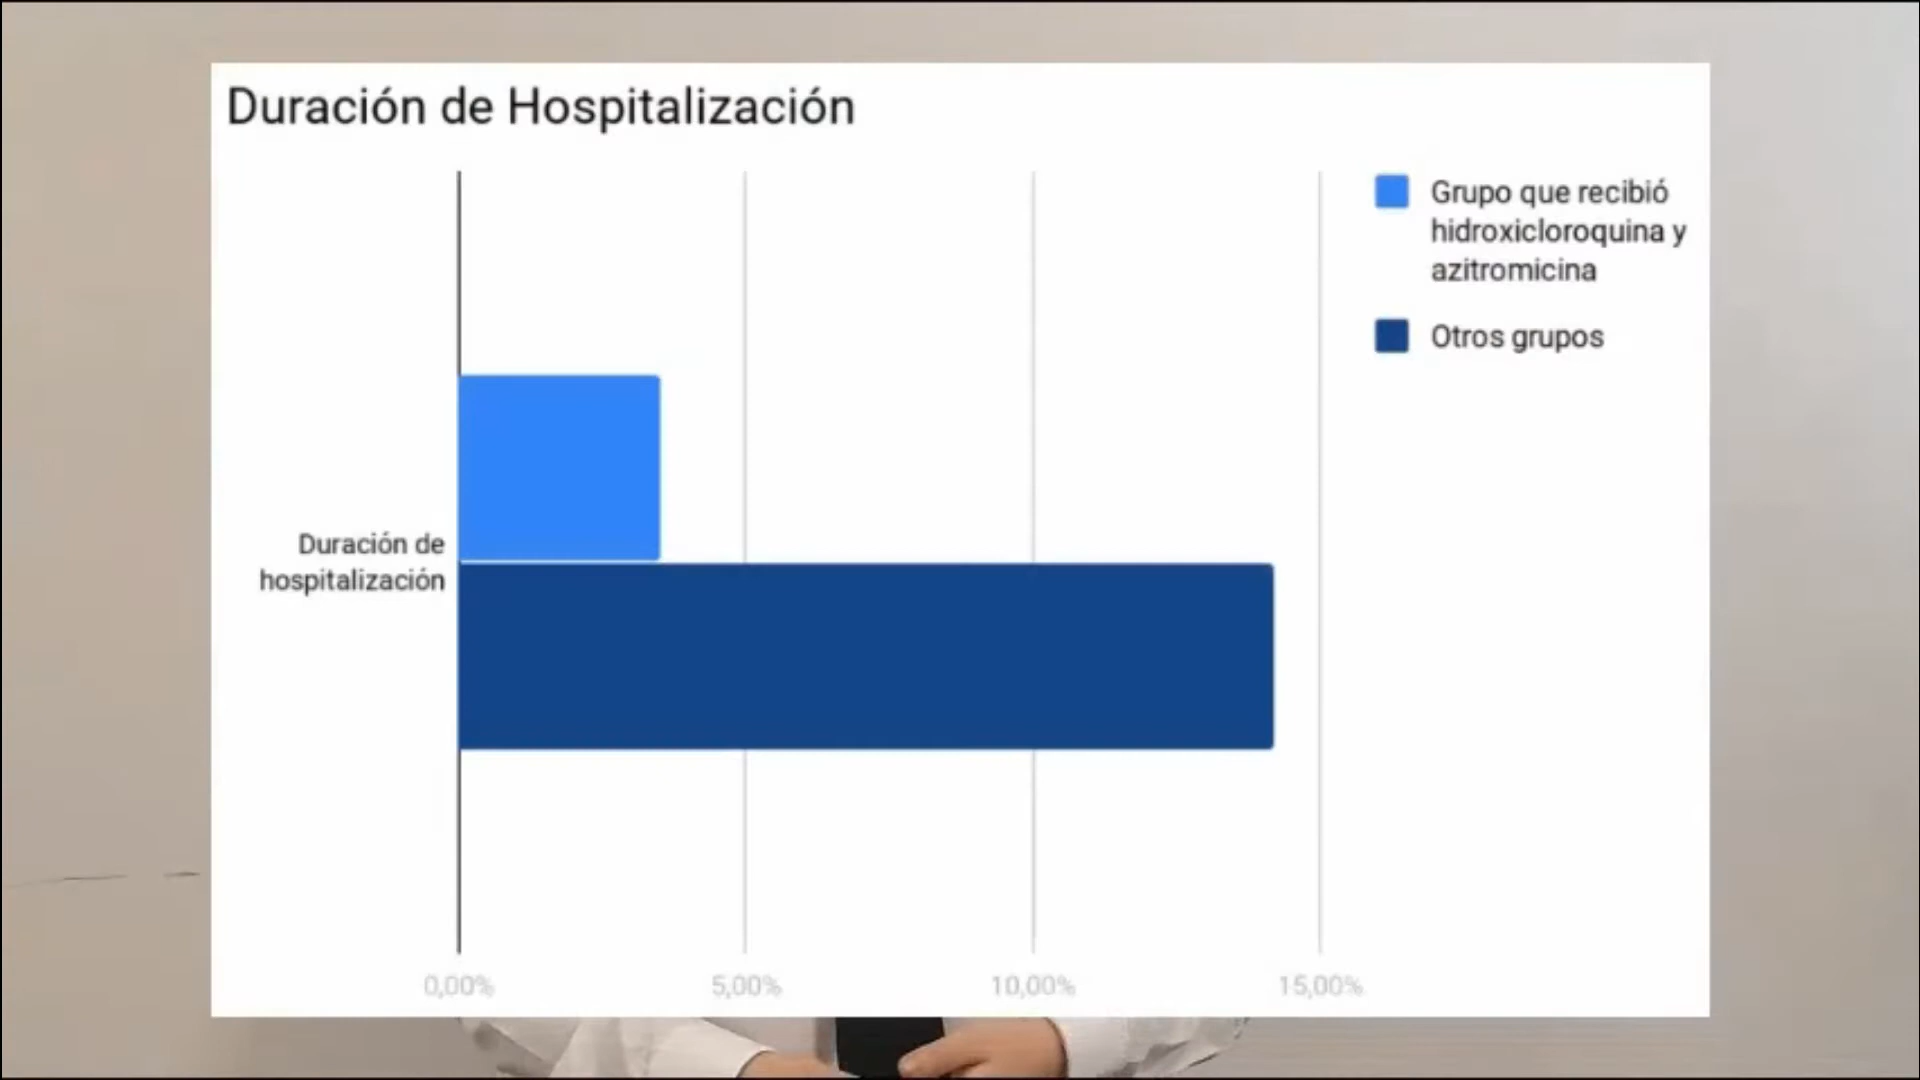 Duración de Hospitalización
Grupo que recibió
hidroxicloroquina y
azitromicina
Otros grupos
Duración de
hospitalización
0,00%
5,00%
10,00%
15,00%